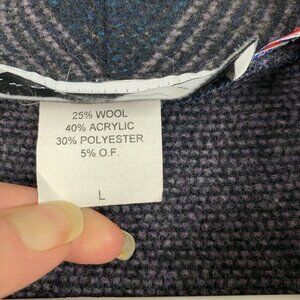 25% WOOL
40% ACRYLIC
30% POLYESTER
5% O.F.
L